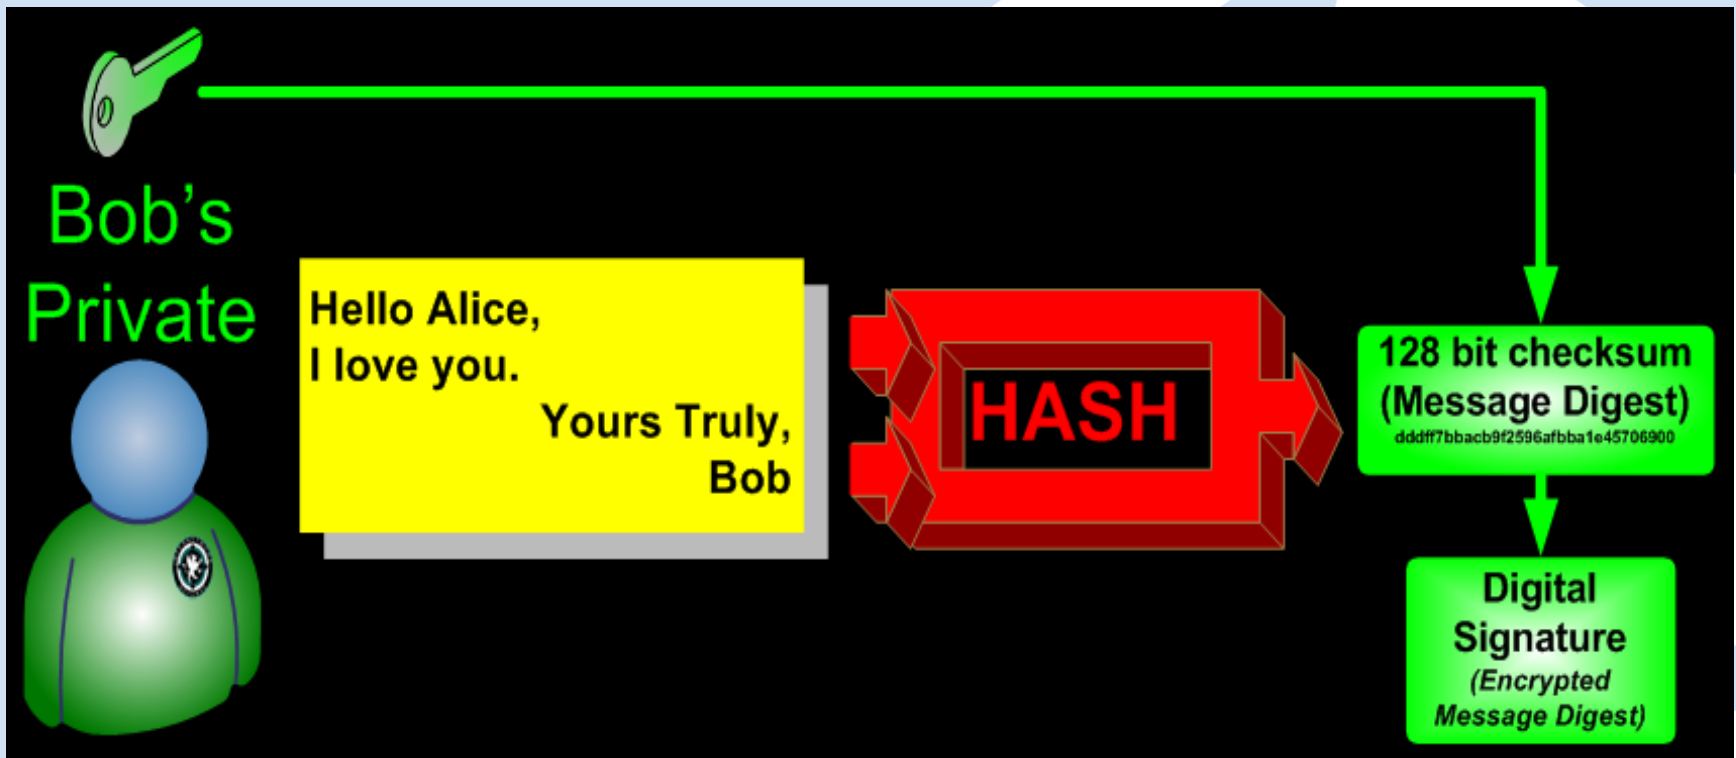 Bob's
Private
Hello Alice,
I love you.
Yours Truly,
Bob
HASH
128 bit checksum
(Message Digest)
dddff7bbacb9f2596afbba1e45706900
Digital
Signature
(Encrypted
Message Digest)